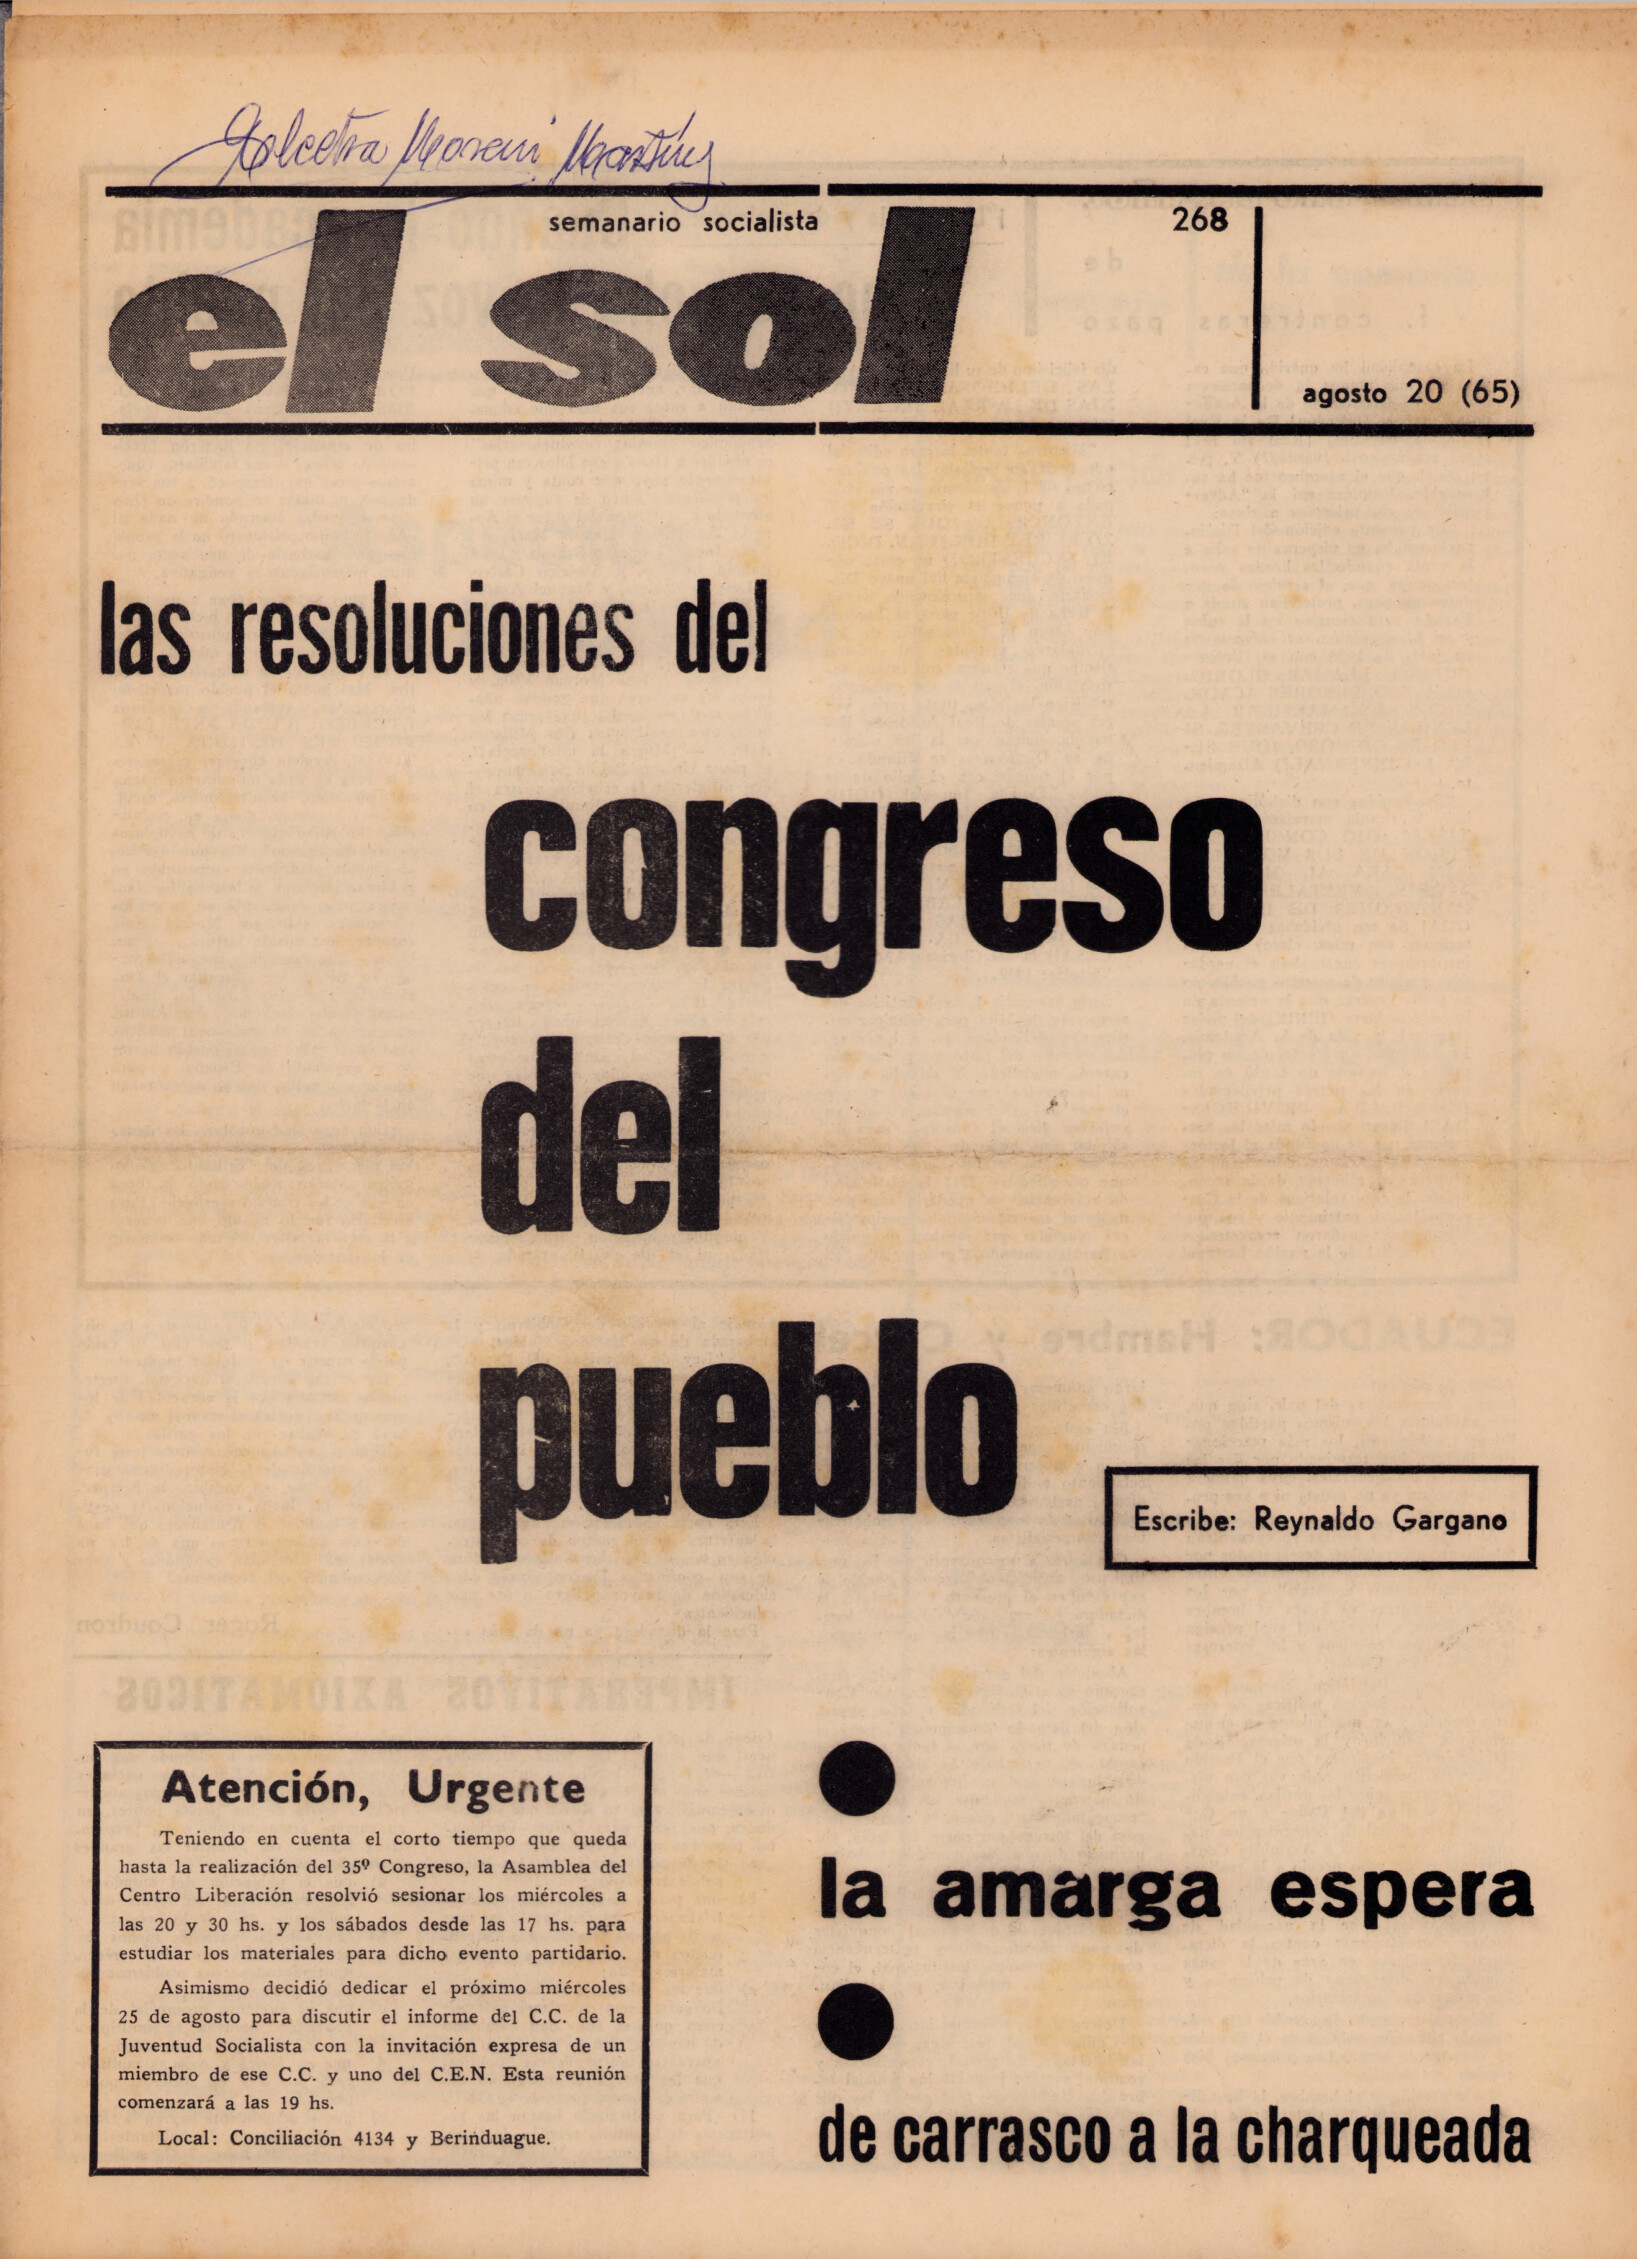 semanario socialista
268
el sol
agosto 20 (65)
las resoluciones del
congreso
del
pueblo
Escribe: Reynaldo Gargano
Atención, Urgente
Teniendo en cuenta el corto tiempo que queda
hasta la realización del 35º Congreso, la Asamblea del
Centro Liberación resolvió sesionar los miércoles a
las 20 y 30 hs. y los sábados desde las 17 hs. para
estudiar los materiales para dicho evento partidario.
Asimismo decidió dedicar el próximo miércoles
25 de agosto para discutir el informe del C.C. de la
Juventud Socialista con la invitación expresa de un
miembro de ese C.C. y uno del C.E.N. Esta reunión
comenzará a las 19 hs.
Local: Conciliación 4134 y Berinduague.
la amarga espera
de carrasco a la charqueada